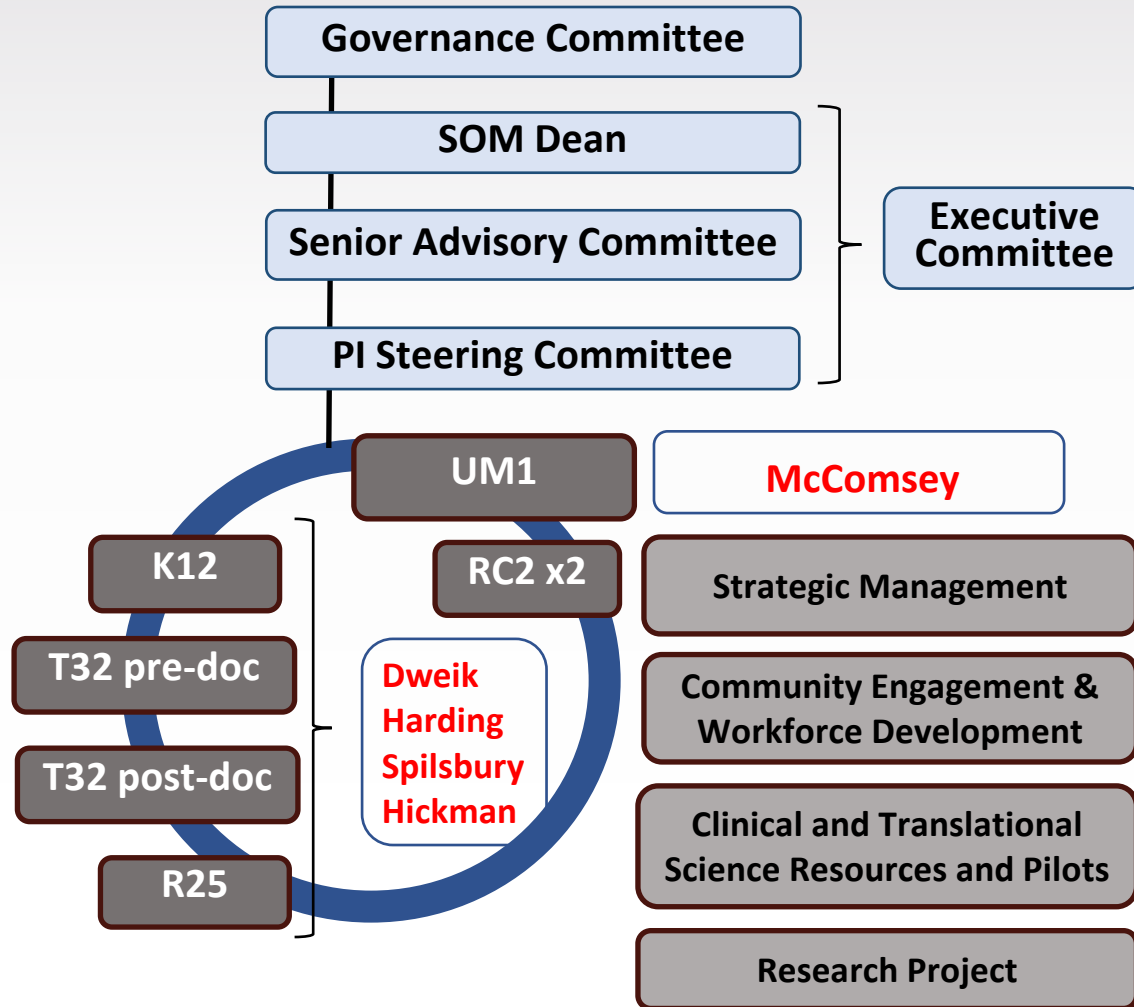 Governance Committee
SOM Dean
Senior Advisory Committee
PI Steering Committee
Executive
Committee
UM1
McComsey
K12
RC2 x2
T32 pre-doc
T32 post-doc
R25
Dweik
Harding
Spilsbury
Hickman
Strategic Management
Community Engagement &
Workforce Development
Clinical and Translational
Science Resources and Pilots
Research Project